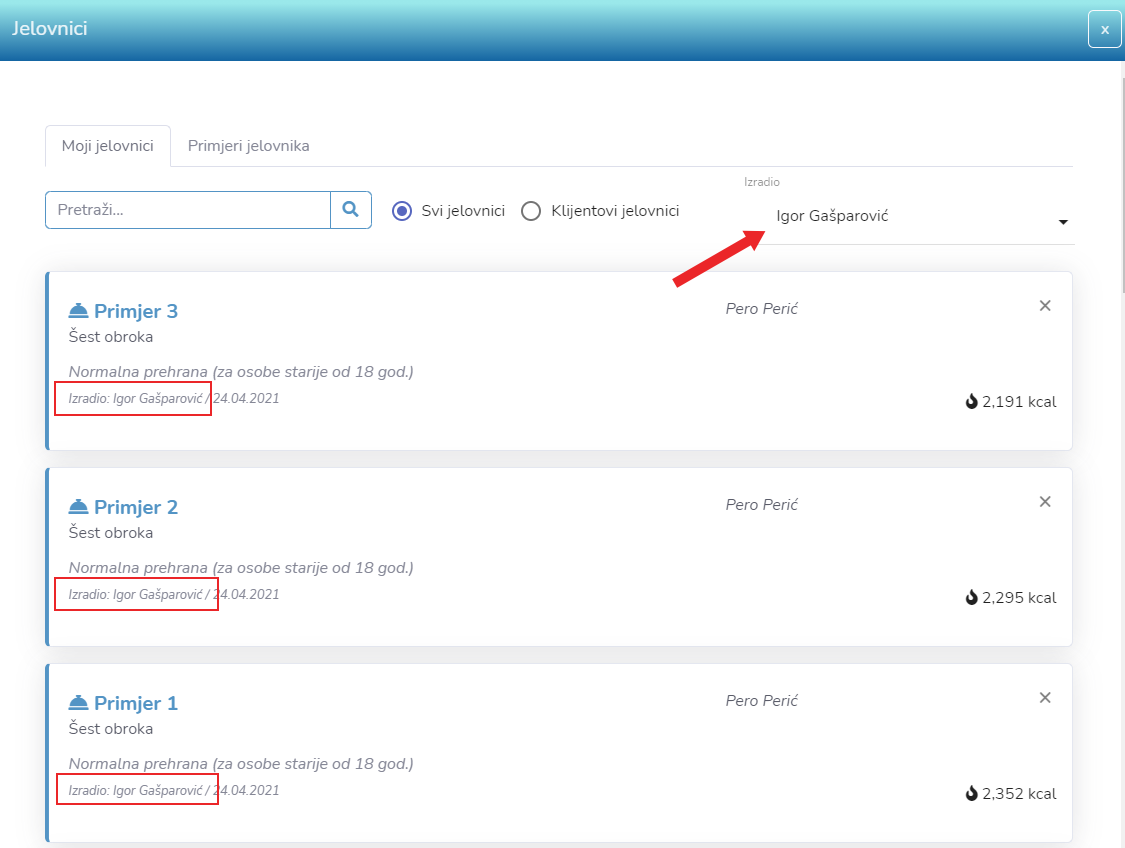 Jelovnici
x
Moji jelovnici
Primjeri jelovnika
Izradio
Pretraži...
Svi jelovnici
Klijentovi jelovnici
Igor Gašparović
Primjer 3
Pero Perić
Šest obroka
Normalna prehrana (za osobe starije od 18 god.)
Izradio: Igor Gašparović / 24.04.2021
2,191 kcal
Primjer 2
Pero Perić
Šest obroka
Normalna prehrana (za osobe starije od 18 god.)
Izradio: Igor Gašparović / 24.04.2021
2,295 kcal
Primjer 1
Pero Perić
Šest obroka
Normalna prehrana (za osobe starije od 18 god.)
Izradio: Igor Gašparović / 24.04.2021
2,352 kcal